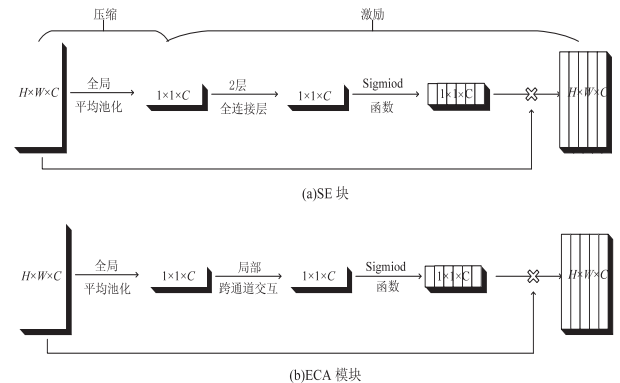 压缩
激励
H×W×C
全局
平均池化
1×1×C
2层
全连接层
1×1×C
Sigmiod
函数
1×1×C
H×W×C
(a)SE 块
H×W×C
全局
平均池化
1×1×C
局部
跨通道交互
1×1×C
Sigmiod
函数
1×1×C
H×W×C
(b)ECA 模块